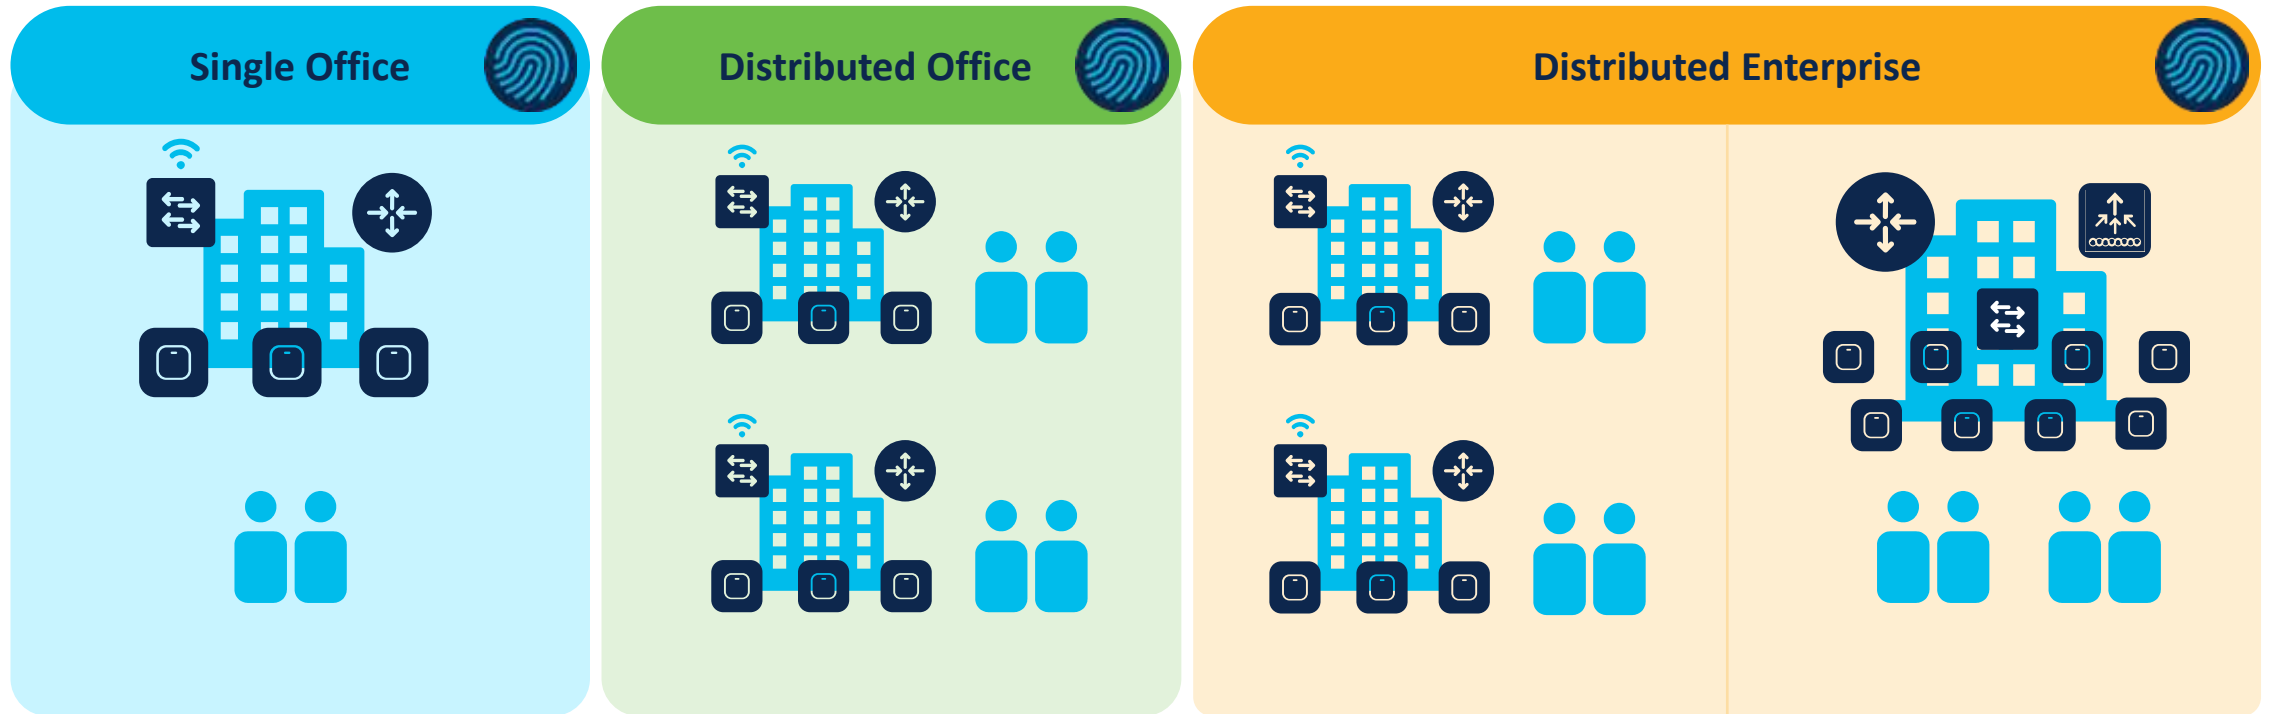 Single Office
Distributed Office
Distributed Enterprise